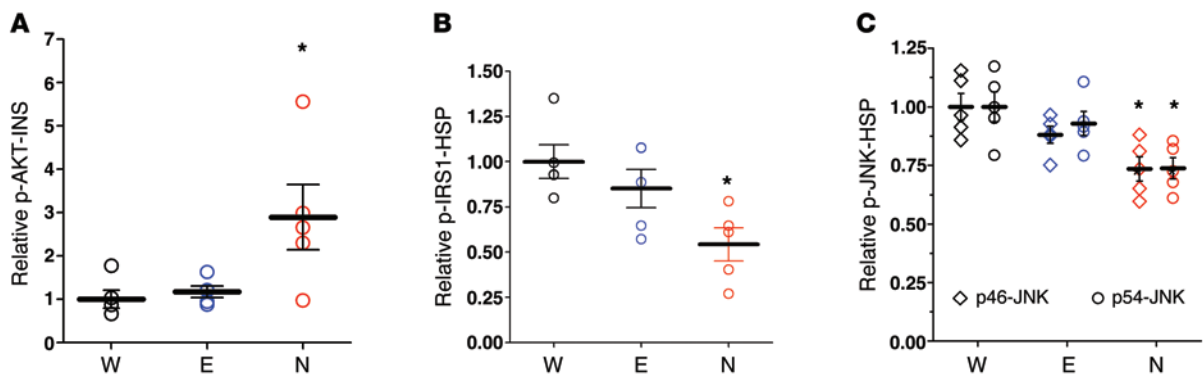 A
Relative p-AKT-INS
7
6
5
4
3
2
1
0
*
W E N
B
Relative p-IRS1-HSP
1.50
1.00
0.75
0.50
0.25
0.00
*
W E N
C
Relative p-JNK-HSP
1.25
1.00
0.75
0.50
0.25
0.00
* *
p46-JNK p54-JNK
W E N